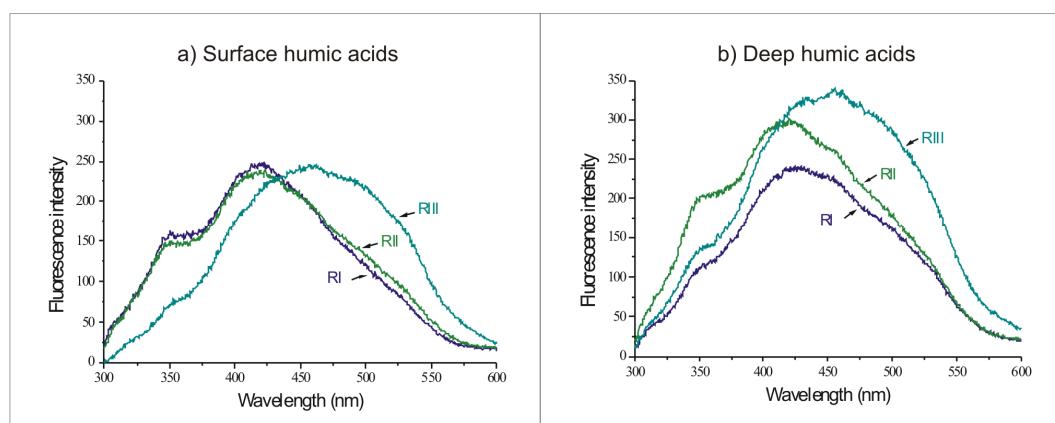 a) Surface humic acids
350
300
250
200
150
100
50
0
Fluorescence intensity
RIII
RII
RI
300 350 400 450 500 550 600
Wavelength (nm)
b) Deep humic acids
350
300
250
200
150
100
50
0
Fluorescence intensity
RIII
RII
RI
300 350 400 450 500 550 600
Wavelength (nm)